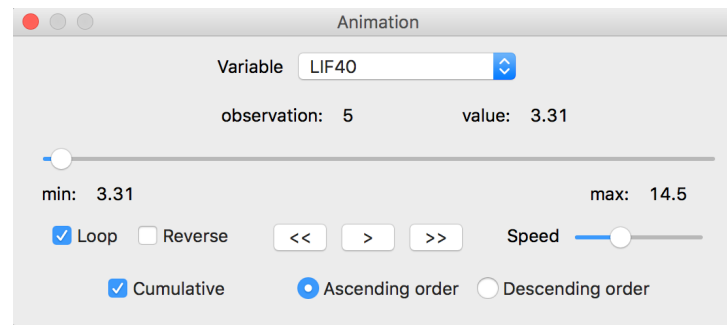 Animation
Variable LIF40
observation: 5 value: 3.31
min: 3.31 max: 14.5
Loop Reverse << > >> Speed
Cumulative Ascending order Descending order